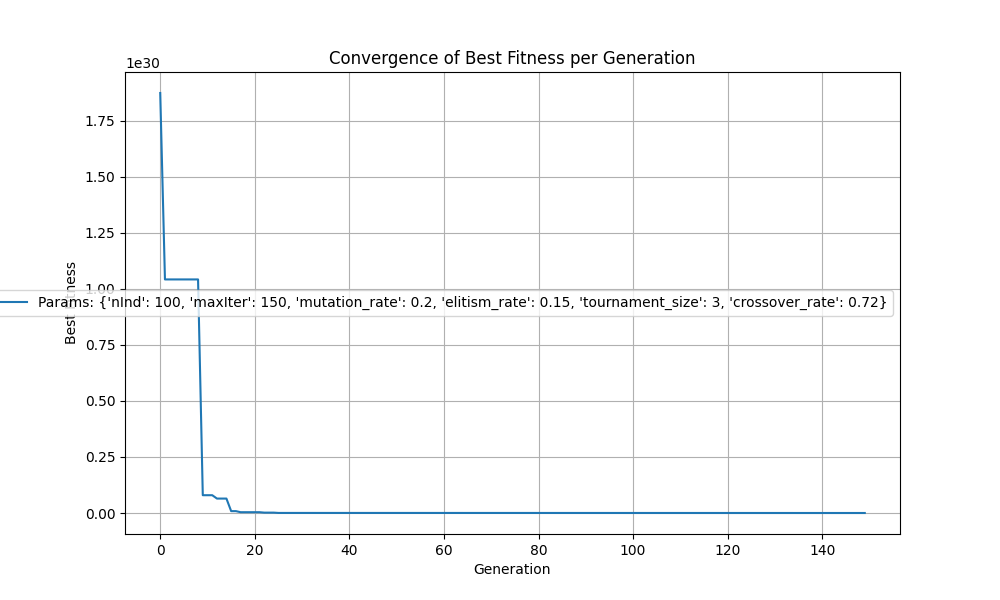 Convergence of Best Fitness per Generation
1e30
1.75
1.50
1.25
1.00
0.75
0.50
0.25
0.00
Best Fitness
Params: {'nInd': 100, 'maxIter': 150, 'mutation_rate': 0.2, 'elitism_rate': 0.15, 'tournament_size': 3, 'crossover_rate': 0.72}
0 20 40 60 80 100 120 140
Generation